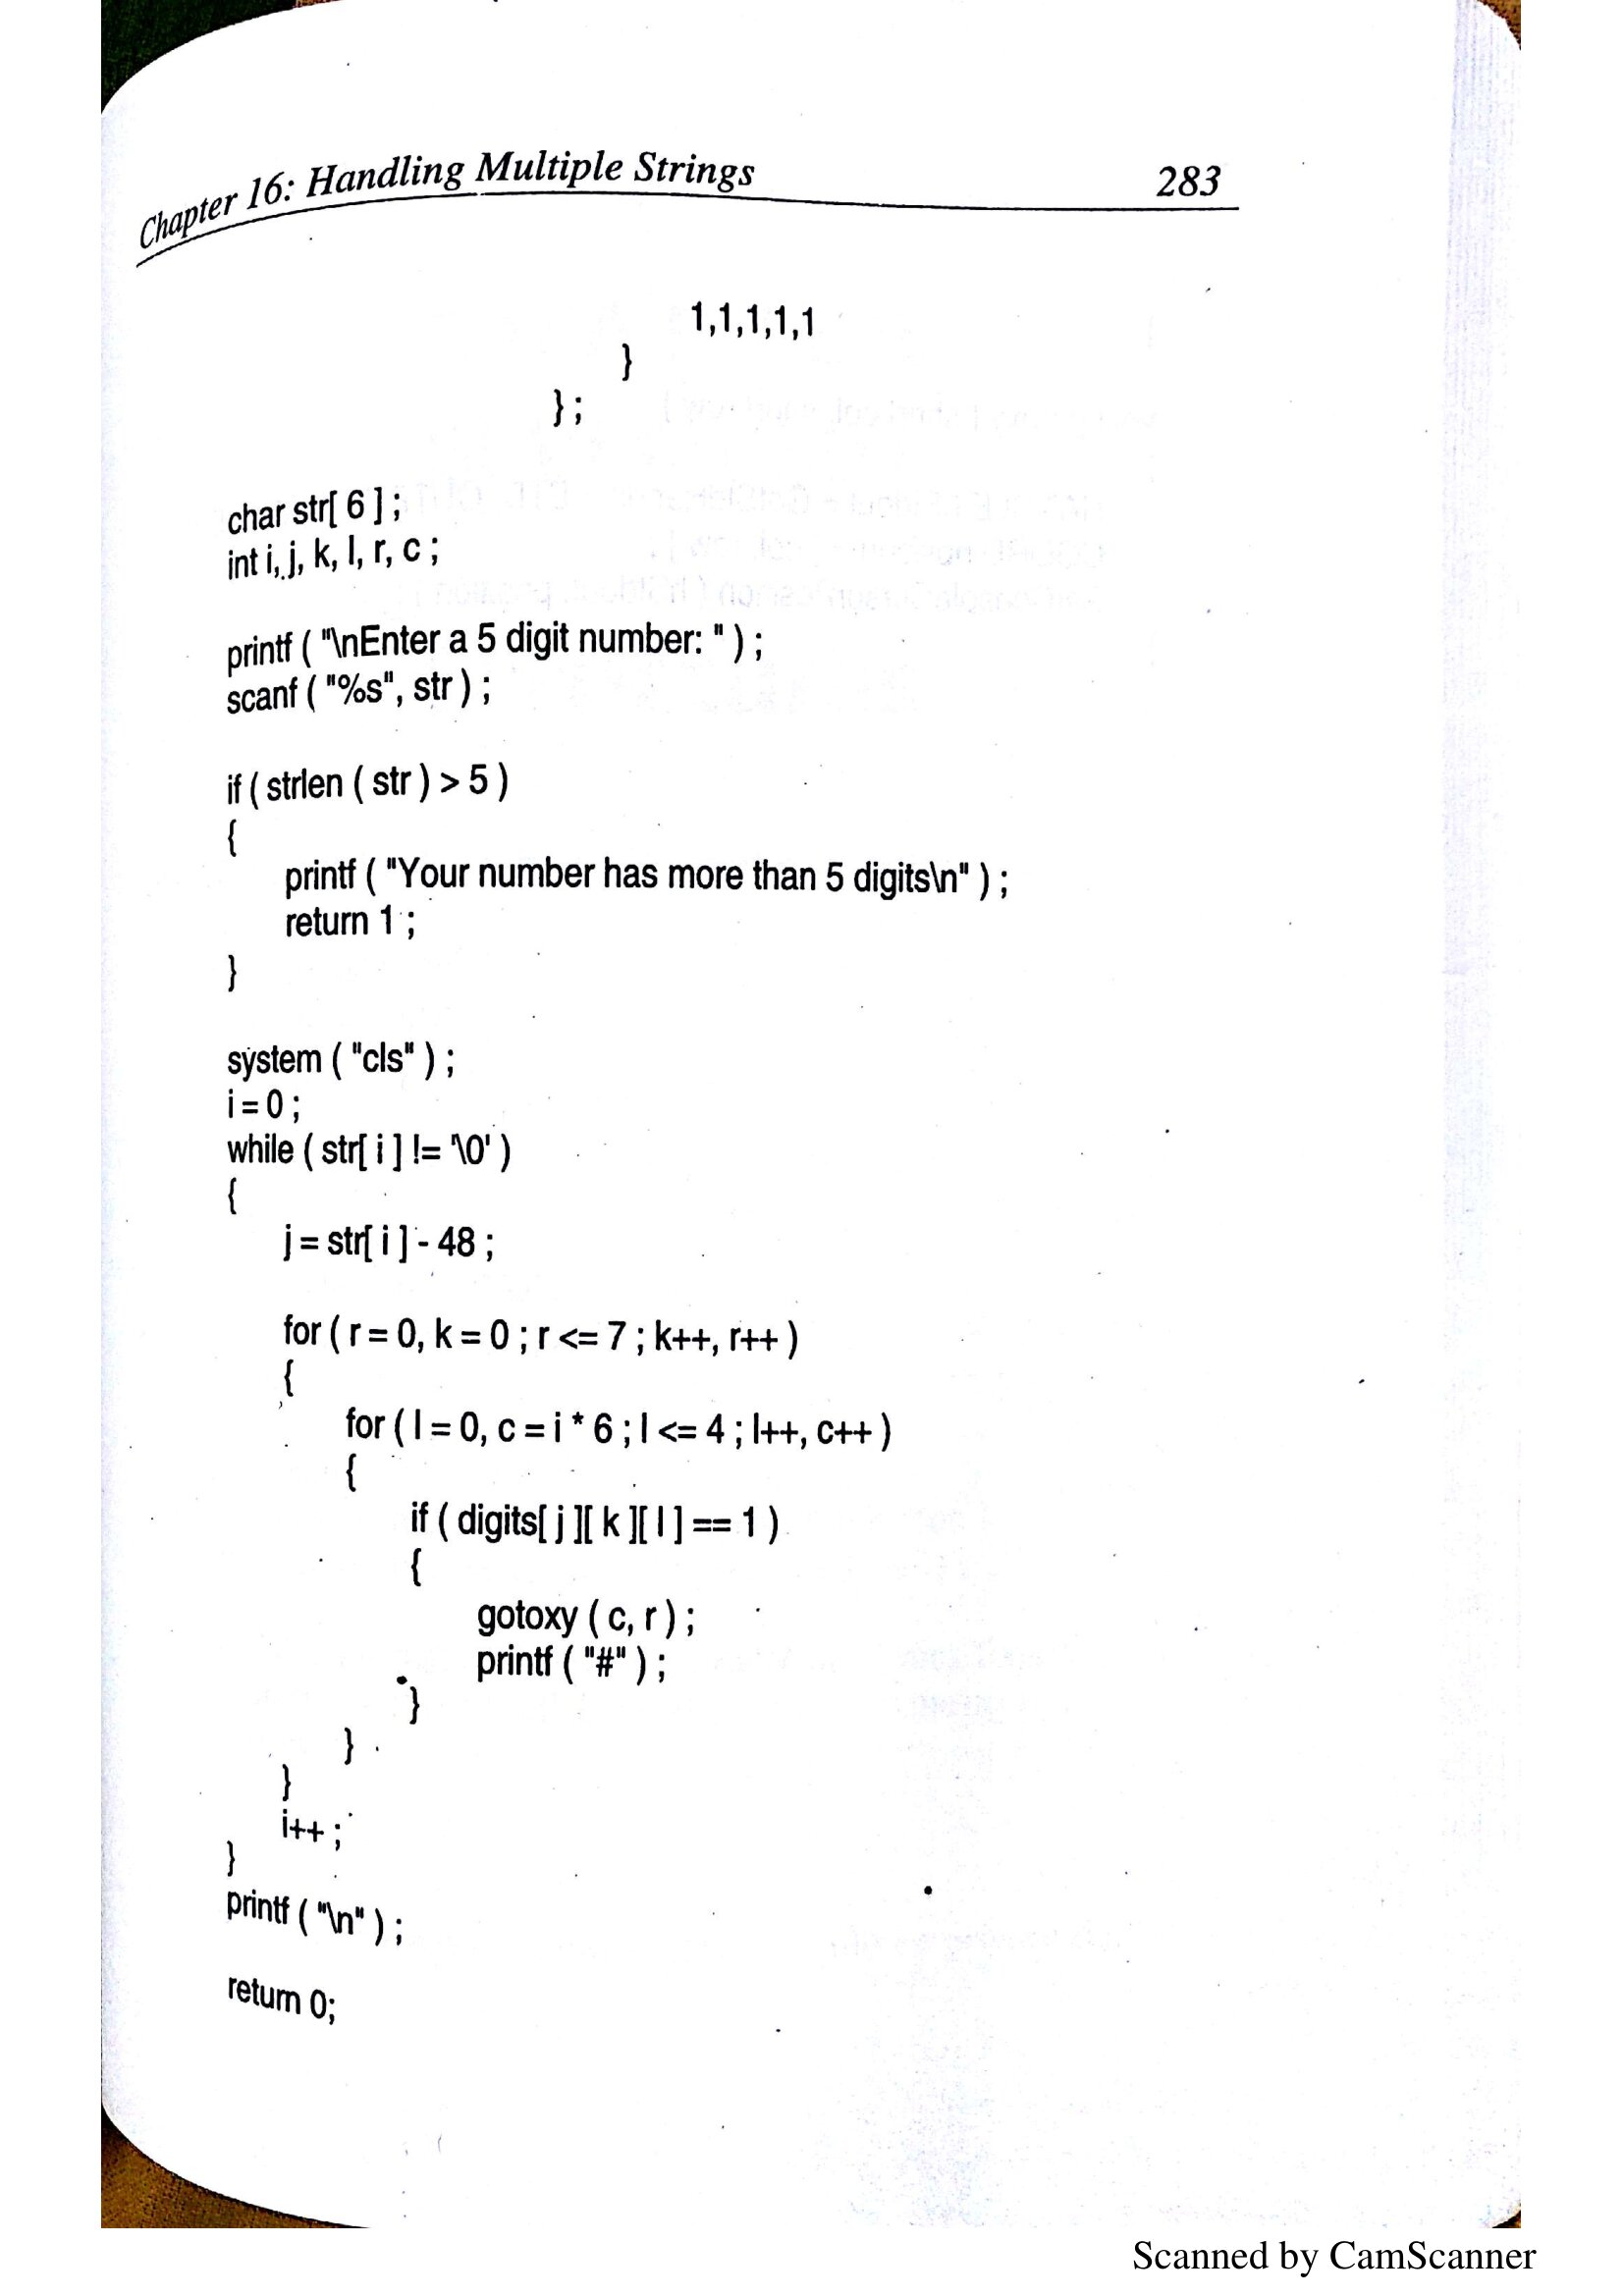 Chapter 16: Handling Multiple Strings 283
1,1,1,1,1
}
} ;
char str[ 6 ] ;
int i, j, k, l, r, c ;
printf ( "\nEnter a 5 digit number: " ) ;
scanf ( "%s", str ) ;
if ( strlen ( str ) > 5 )
{
printf ( "Your number has more than 5 digits\n" ) ;
return 1 ;
}
system ( "cls" ) ;
i = 0 ;
while ( str[ i ] != '\0' )
{
j = str[ i ] - 48 ;
for ( r = 0, k = 0 ; r <= 7 ; k++, r++ )
{
for ( l = 0, c = i * 6 ; l <= 4 ; l++, c++ )
{
if ( digits[ j ][ k ][ l ] == 1 )
{
gotoxy ( c, r ) ;
printf ( "#" ) ;
}
}
}
i++ ;
}
printf ( "\n" ) ;
return 0;
Scanned by CamScanner